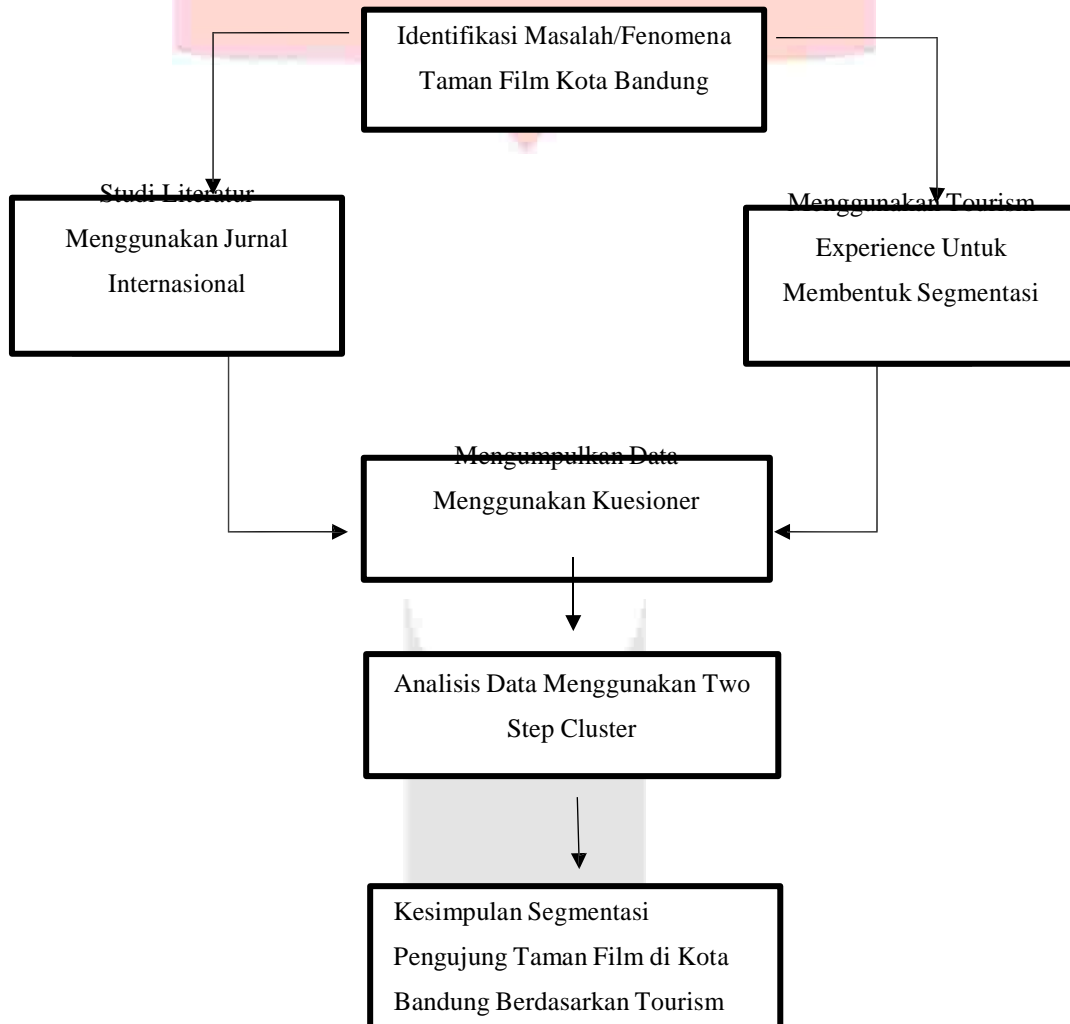 Identifikasi Masalah/Fenomena
Taman Film Kota Bandung
Studi Literatur
Menggunakan Jurnal
Internasional
Menggunakan Tourism
Experience Untuk
Membentuk Segmentasi
Mengumpulkan Data
Menggunakan Kuesioner
Analisis Data Menggunakan Two
Step Cluster
Kesimpulan Segmentasi
Pengujung Taman Film di Kota
Bandung Berdasarkan Tourism